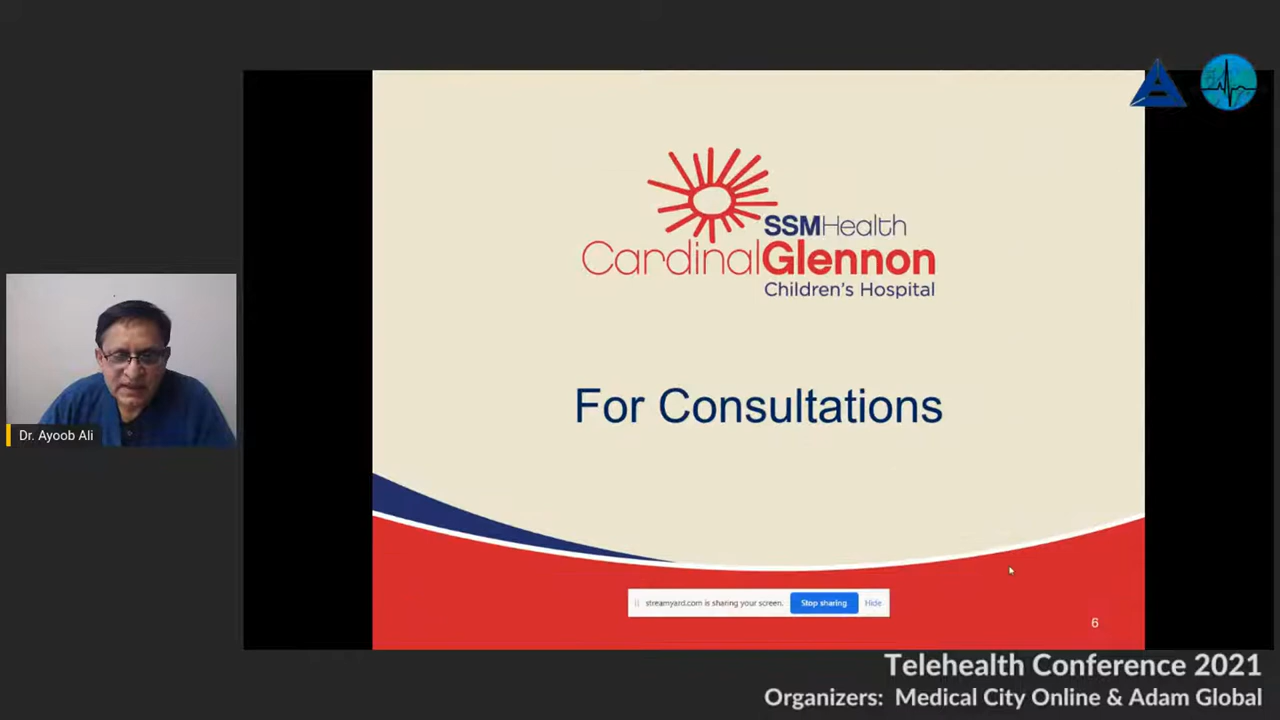 SSMHealth
CardinalGlennon
Children's Hospital
For Consultations
Dr. Ayoob Ali
streamyard.com is sharing your screen.
Stop sharing
Hide
6
Telehealth Conference 2021
Organizers: Medical City Online & Adam Global